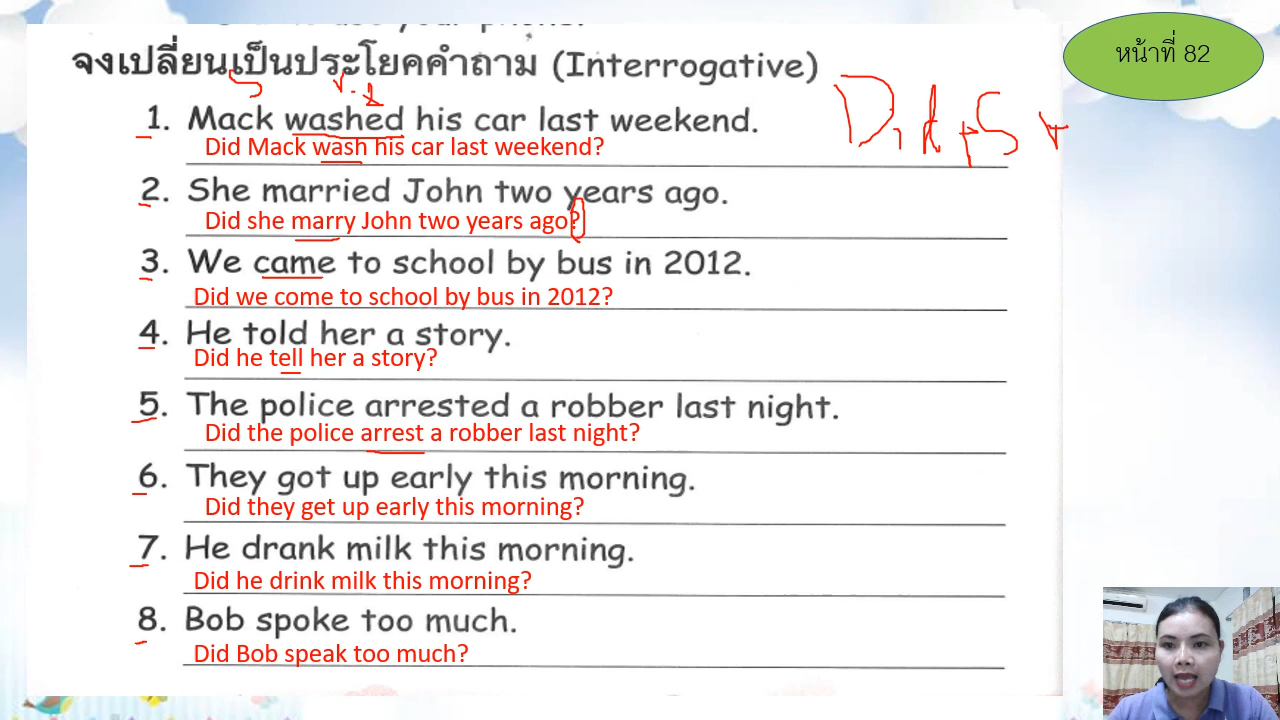 จงเปลี่ยนเป็นประโยคคำถาม (Interrogative)
หน้าที่ 82
S v.2
1. Mack washed his car last weekend.
Did + S v
Did Mack wash his car last weekend?
2. She married John two years ago.
Did she marry John two years ago?
3. We came to school by bus in 2012.
Did we come to school by bus in 2012?
4. He told her a story.
Did he tell her a story?
5. The police arrested a robber last night.
Did the police arrest a robber last night?
6. They got up early this morning.
Did they get up early this morning?
7. He drank milk this morning.
Did he drink milk this morning?
8. Bob spoke too much.
Did Bob speak too much?